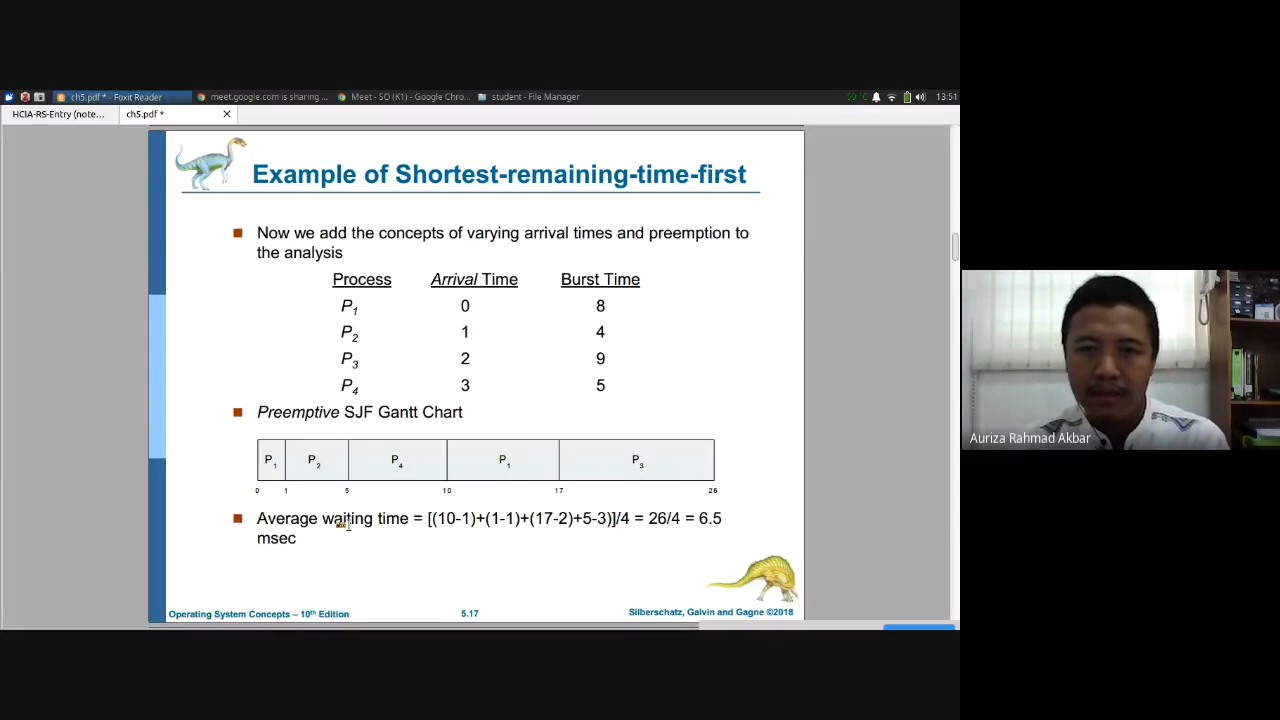 ch5.pdf * - Foxit Reader meet.google.com is sharing ... Meet - SO (K1) - Google Chro... student - File Manager 59 °C 13:51
HCIA-RS-Entry (note... ch5.pdf *
Example of Shortest-remaining-time-first
Now we add the concepts of varying arrival times and preemption to
the analysis
Process Arrival Time Burst Time
P1 0 8
P2 1 4
P3 2 9
P4 3 5
Preemptive SJF Gantt Chart
P1 P2 P4 P1 P3
0 1 5 10 17 26
Average waiting time = [(10-1)+(1-1)+(17-2)+5-3)]/4 = 26/4 = 6.5
msec
Operating System Concepts – 10th Edition 5.17 Silberschatz, Galvin and Gagne ©2018
Auriza Rahmad Akbar